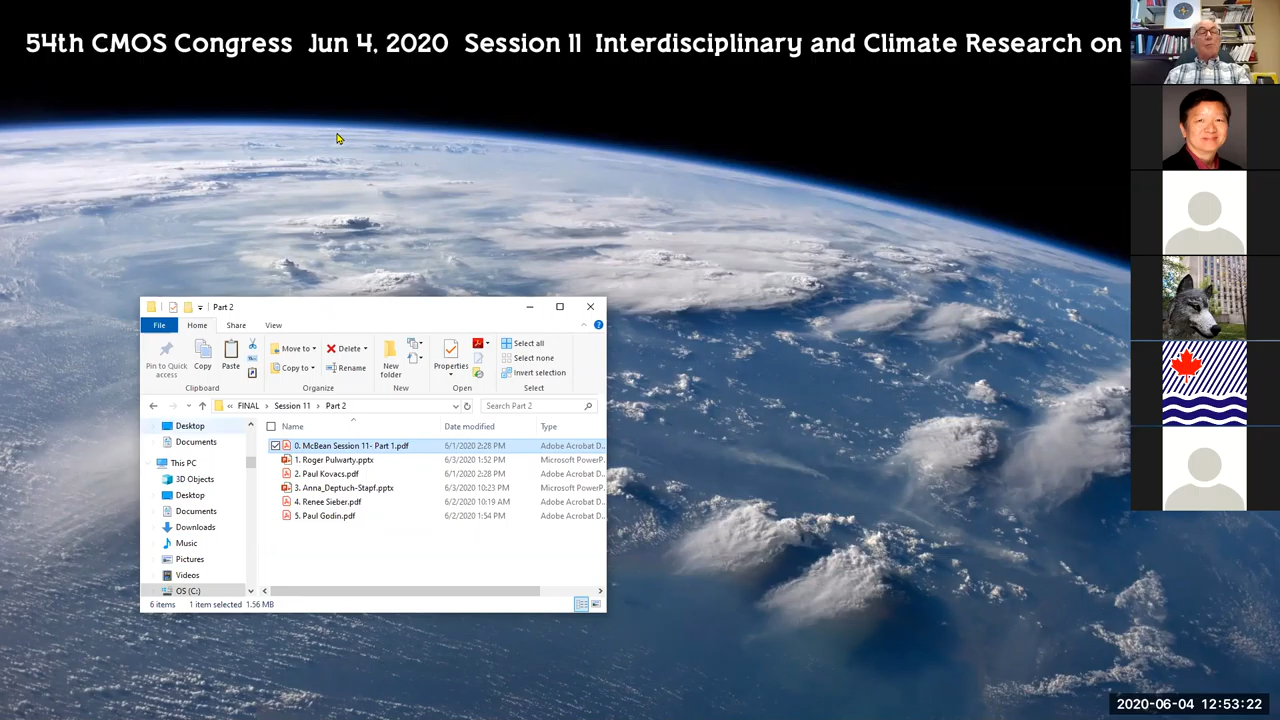 54th CMOS Congress Jun 4, 2020 Session 11 Interdisciplinary and Climate Research on
Part 2
File Home Share View
Pin to Quick access
Copy
Paste
Clipboard
Move to
Copy to
Delete
Rename
Organize
New folder
New
Properties
Open
Select all
Select none
Invert selection
Select
« FINAL Session 11 Part 2
Search Part 2
Desktop
Documents
This PC
3D Objects
Desktop
Documents
Downloads
Music
Pictures
Videos
OS (C:)
Name Date modified Type
0. McBean Session 11- Part 1.pdf 6/1/2020 2:28 PM Adobe Acrobat D...
1. Roger Pulwarty.pptx 6/3/2020 1:52 PM Microsoft PowerP...
2. Paul Kovacs.pdf 6/1/2020 2:28 PM Adobe Acrobat D...
3. Anna_Deptuch-Stapf.pptx 6/3/2020 10:23 PM Microsoft PowerP...
4. Renee Sieber.pdf 6/2/2020 10:19 AM Adobe Acrobat D...
5. Paul Godin.pdf 6/2/2020 1:54 PM Adobe Acrobat D...
6 items 1 item selected 1.56 MB
2020-06-04 12:53:22